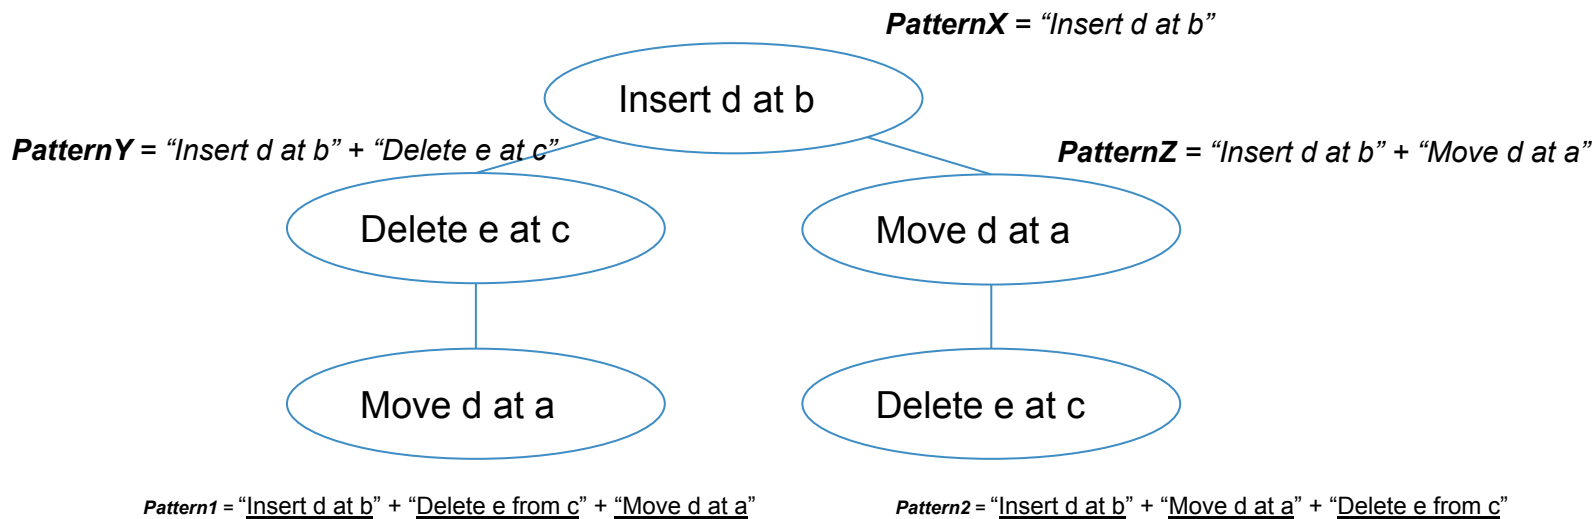 PatternX = “Insert d at b”
Insert d at b
PatternY = “Insert d at b” + “Delete e at c”
PatternZ = “Insert d at b” + “Move d at a”
Delete e at c
Move d at a
Move d at a
Delete e at c
Pattern1 = “Insert d at b” + “Delete e from c” + “Move d at a”
Pattern2 = “Insert d at b” + “Move d at a” + “Delete e from c”